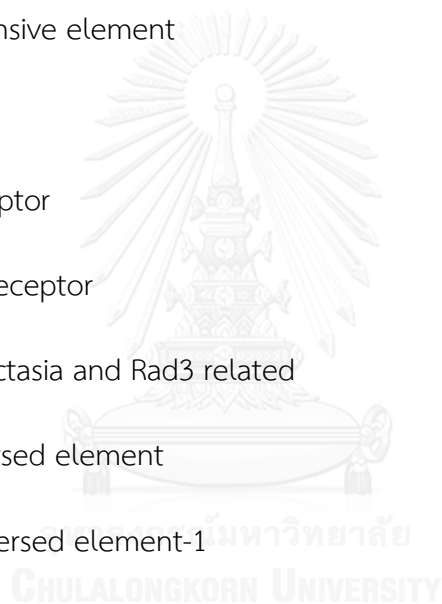 nsive element
ptor
eceptor
ctasia and Rad3 related
rsed element
ersed element-1
จุฬาลงกรณ์มหาวิทยาลัย
CHULALONGKORN UNIVERSITY